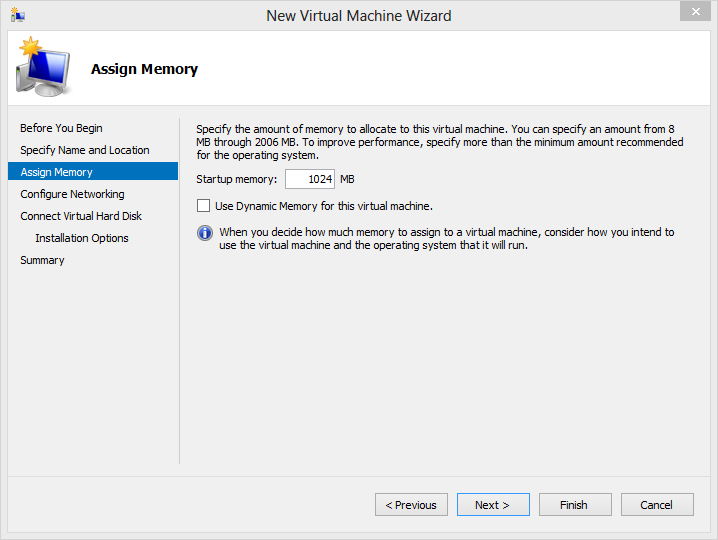 New Virtual Machine Wizard
Assign Memory
Before You Begin
Specify Name and Location
Assign Memory
Configure Networking
Connect Virtual Hard Disk
Installation Options
Summary
Specify the amount of memory to allocate to this virtual machine. You can specify an amount from 8
MB through 2006 MB. To improve performance, specify more than the minimum amount recommended
for the operating system.
Startup memory: 1024 MB
Use Dynamic Memory for this virtual machine.
When you decide how much memory to assign to a virtual machine, consider how you intend to
use the virtual machine and the operating system that it will run.
< Previous Next > Finish Cancel